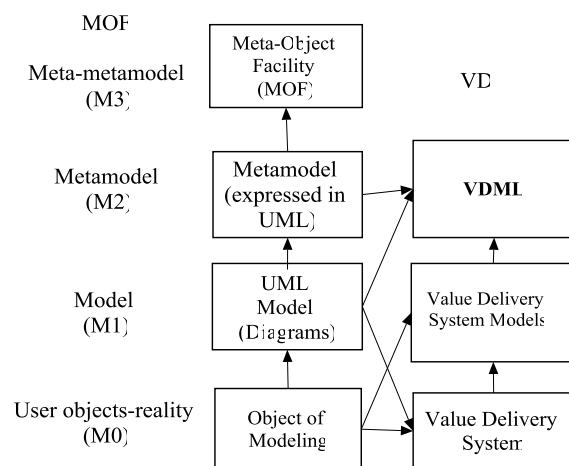 MOF
Meta-metamodel
(M3)
Meta-Object
Facility
(MOF)
VD
Metamodel
(M2)
Metamodel
(expressed in
UML)
VDML
Model
(M1)
UML
Model
(Diagrams)
Value Delivery
System Models
User objects-reality
(M0)
Object of
Modeling
Value Delivery
System